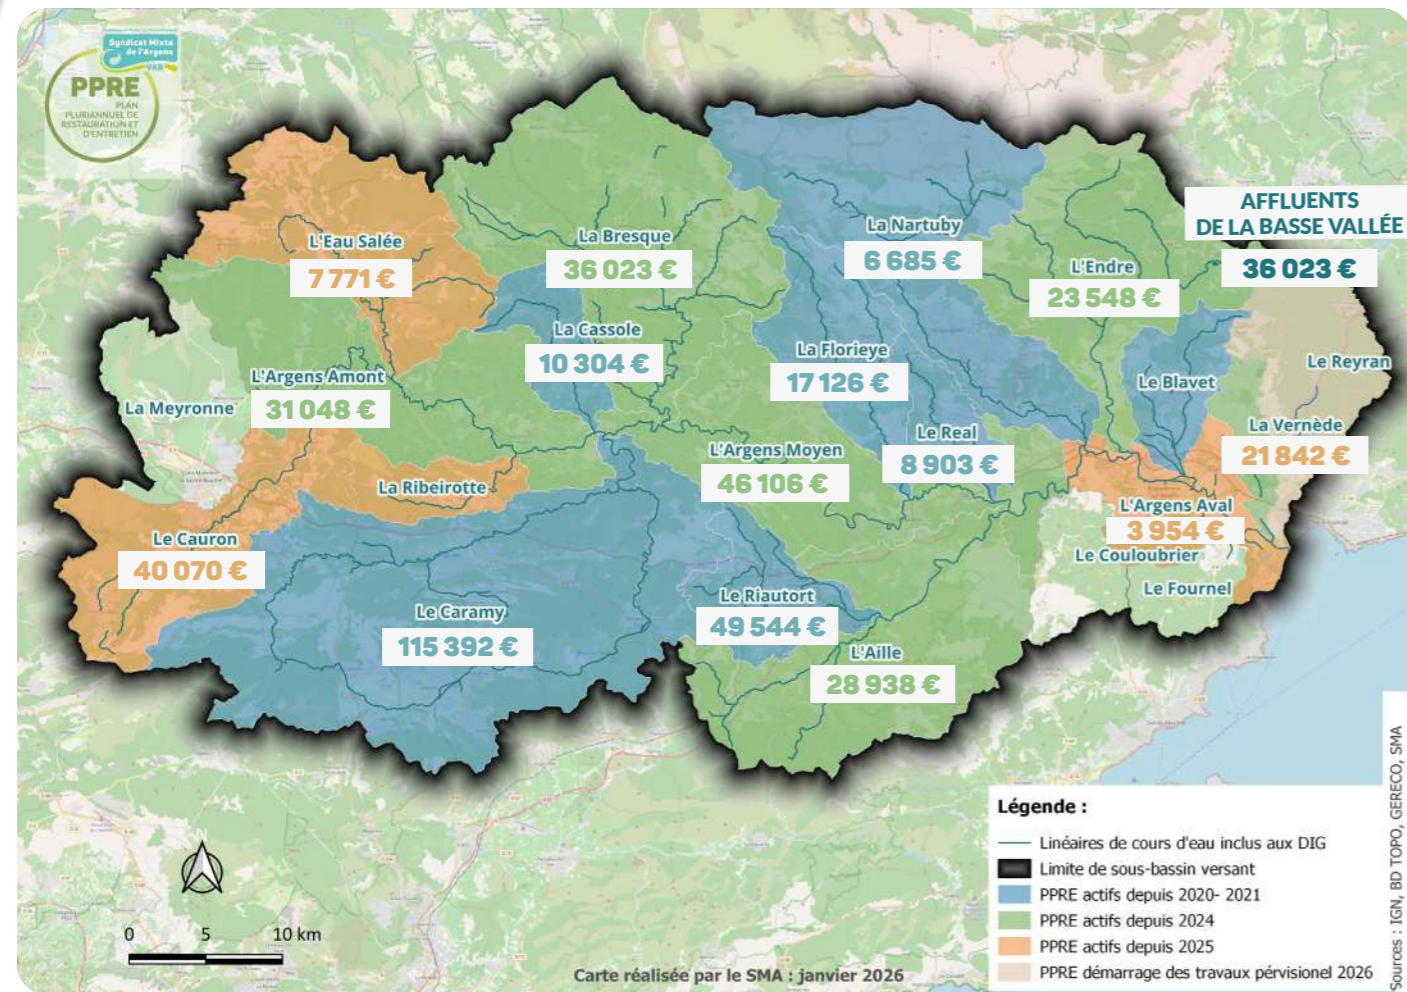 Syndicat Mixte
de l'Argens
VAR
PPRE
PLAN
PLURIANNUEL DE
RESTAURATION ET
D'ENTRETIEN
AFFLUENTS
DE LA BASSE VALLÉE
36 023 €
L'Eau Salée
7 771 €
La Bresque
36 023 €
La Nartuby
6 685 €
L'Endre
23 548 €
La Cassole
10 304 €
La Florieye
17 126 €
Le Blavet
Le Reyran
L'Argens Amont
31 048 €
La Meyronne
La Vernède
21 842 €
Le Real
8 903 €
L'Argens Moyen
46 106 €
La Ribeirotte
L'Argens Aval
3 954 €
Le Cauron
40 070 €
Le Couloubrier
Le Fournel
Le Caramy
115 392 €
Le Riautort
49 544 €
L'Aille
28 938 €
N
0 5 10 km
Carte réalisée par le SMA : janvier 2026
Légende :
Linéaires de cours d'eau inclus aux DIG
Limite de sous-bassin versant
PPRE actifs depuis 2020- 2021
PPRE actifs depuis 2024
PPRE actifs depuis 2025
PPRE démarrage des travaux pérvisionel 2026
Sources : IGN, BD TOPO, GERECO, SMA